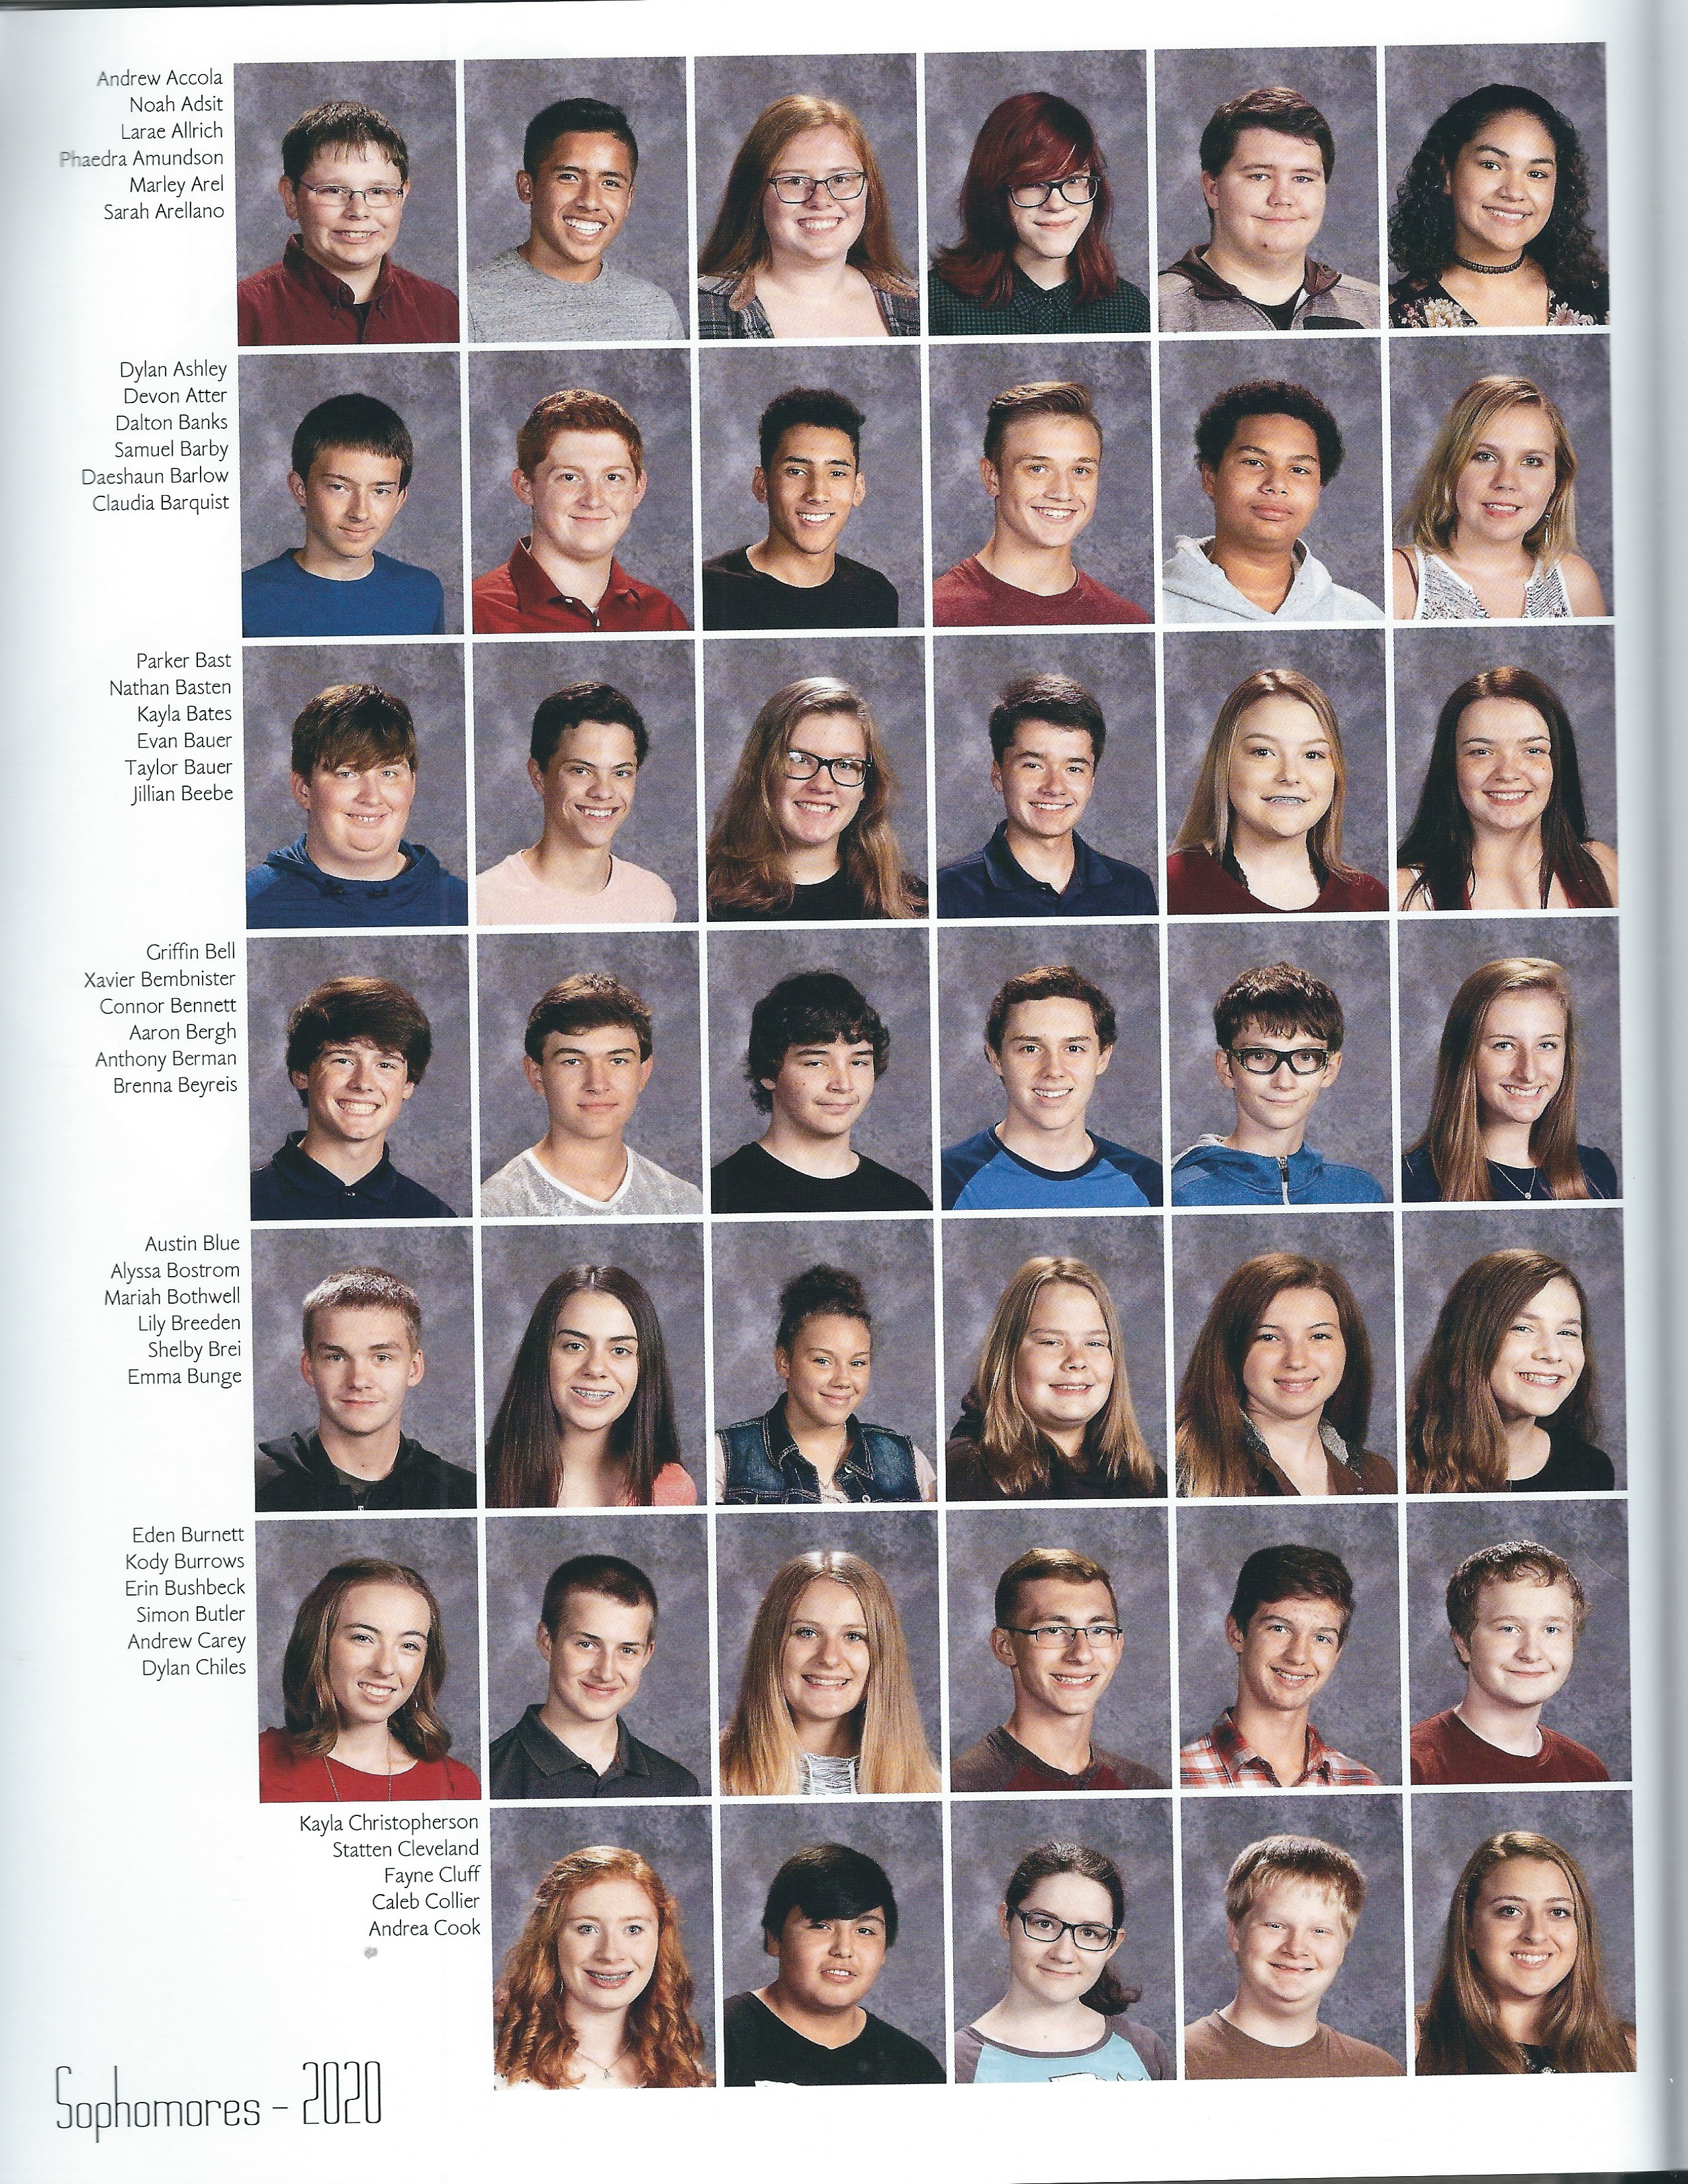 Andrew Accola
Noah Adsit
Larae Allrich
Phaedra Amundson
Marley Arel
Sarah Arellano
Dylan Ashley
Devon Atter
Dalton Banks
Samuel Barby
Daeshaun Barlow
Claudia Barquist
Parker Bast
Nathan Basten
Kayla Bates
Evan Bauer
Taylor Bauer
Jillian Beebe
Griffin Bell
Xavier Bembnister
Connor Bennett
Aaron Bergh
Anthony Berman
Brenna Beyreis
Austin Blue
Alyssa Bostrom
Mariah Bothwell
Lily Breeden
Shelby Brei
Emma Bunge
Eden Burnett
Kody Burrows
Erin Bushbeck
Simon Butler
Andrew Carey
Dylan Chiles
Kayla Christopherson
Statten Cleveland
Fayne Cluff
Caleb Collier
Andrea Cook
Sophomores - 2020